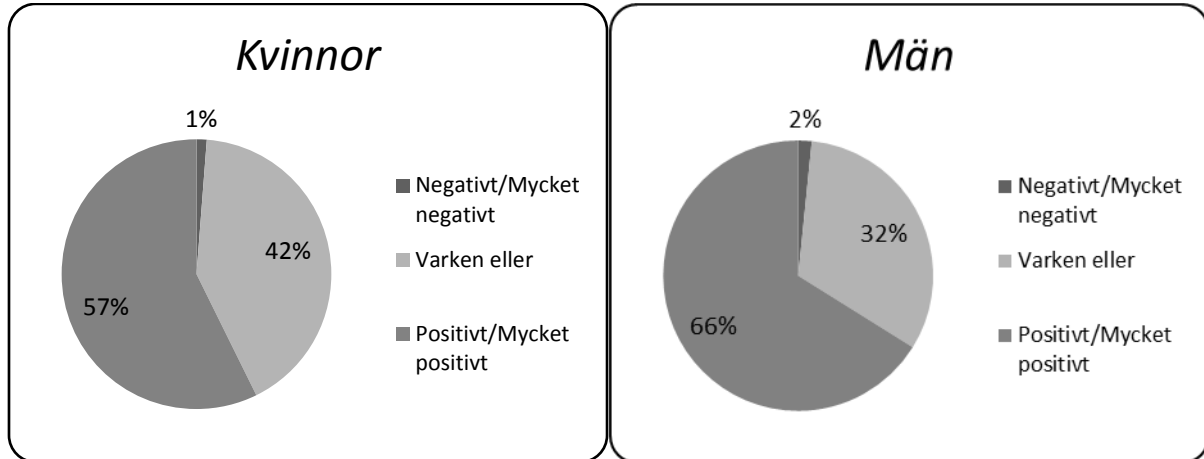 Kvinnor
1%
42%
57%
Negativt/Mycket
negativt
Varken eller
Positivt/Mycket
positivt
Män
2%
32%
66%
Negativt/Mycket
negativt
Varken eller
Positivt/Mycket
positivt